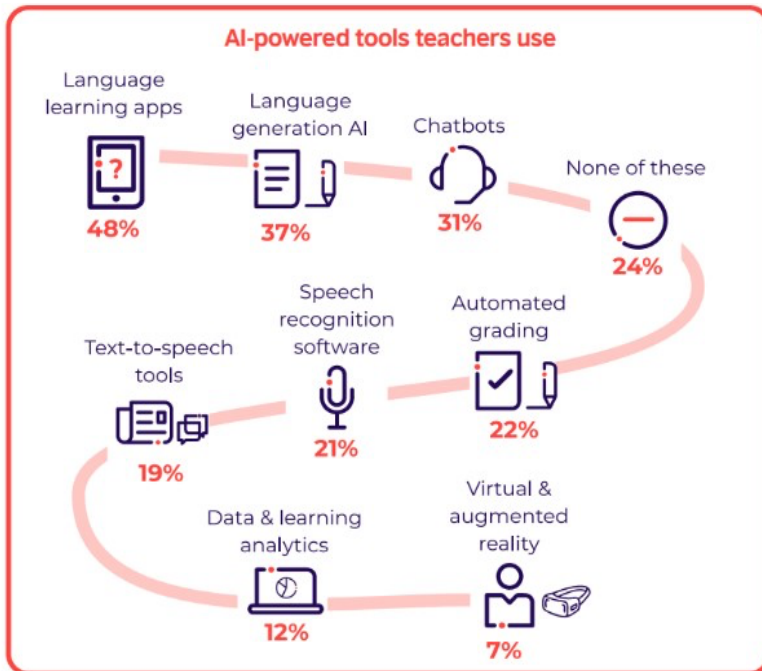 AI-powered tools teachers use
Language
learning apps
48%
Language
generation AI
37%
Chatbots
31%
None of these
24%
Automated
grading
22%
Speech
recognition
software
21%
Text-to-speech
tools
19%
Data & learning
analytics
12%
Virtual &
augmented
reality
7%
?